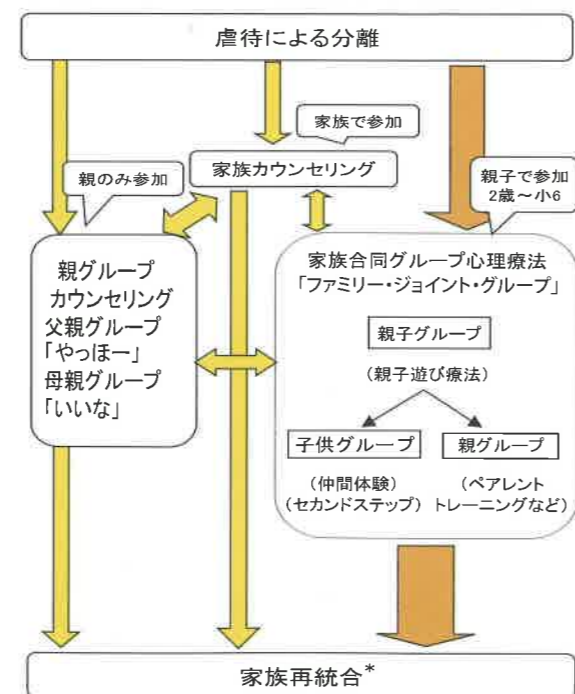 虐待による分離
家族で参加
家族カウンセリング
親のみ参加
親子で参加
2歳～小6
親グループ
カウンセリング
父親グループ
「やっほー」
母親グループ
「いいな」
家族合同グループ心理療法
「ファミリー・ジョイント・グループ」
親子グループ
(親子遊び療法)
子供グループ
親グループ
(仲間体験)
(セカンドステップ)
(ペアレント
トレーニングなど)
家族再統合*